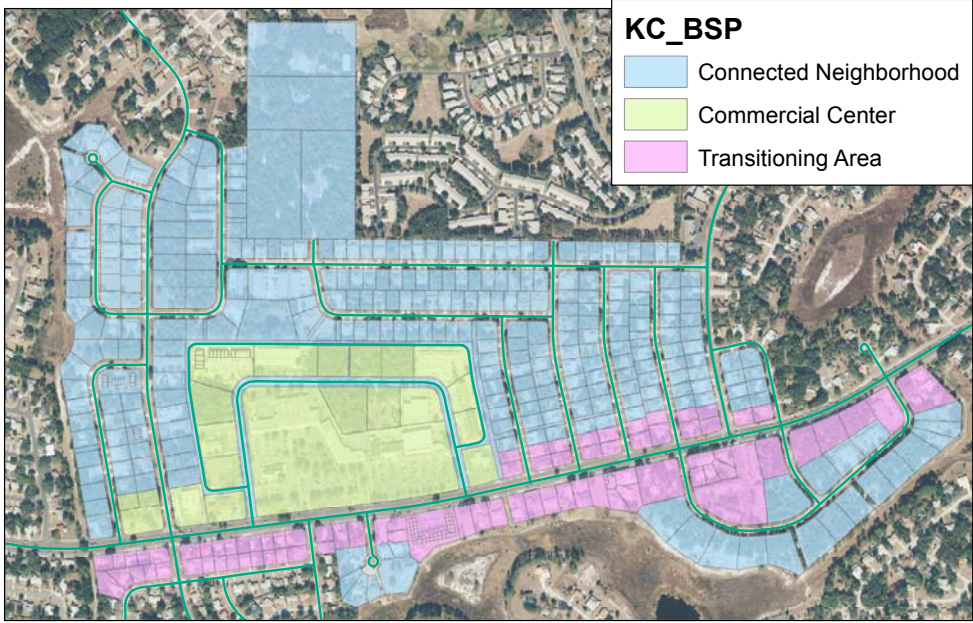 KC_BSP
Connected Neighborhood
Commercial Center
Transitioning Area